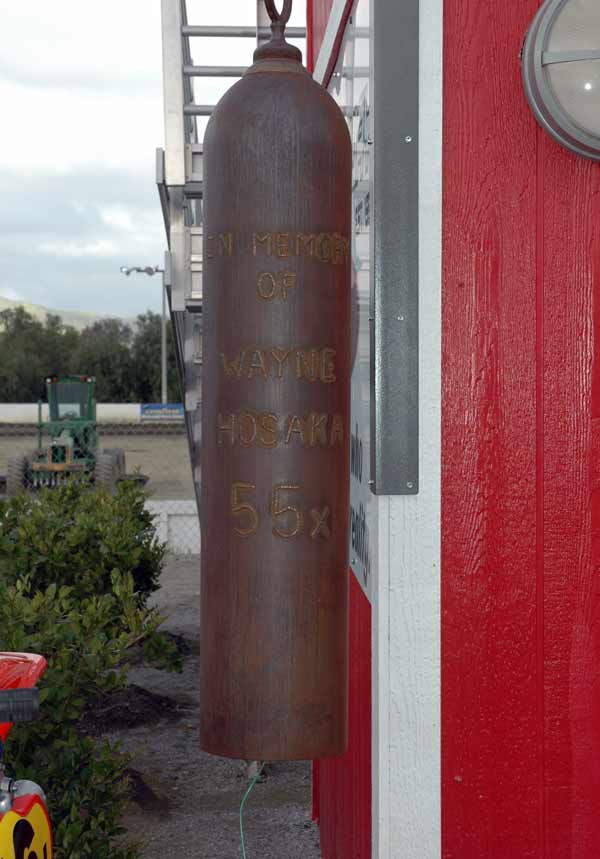 IN MEMORY
OF
WAYNE
HOSAKA
55x